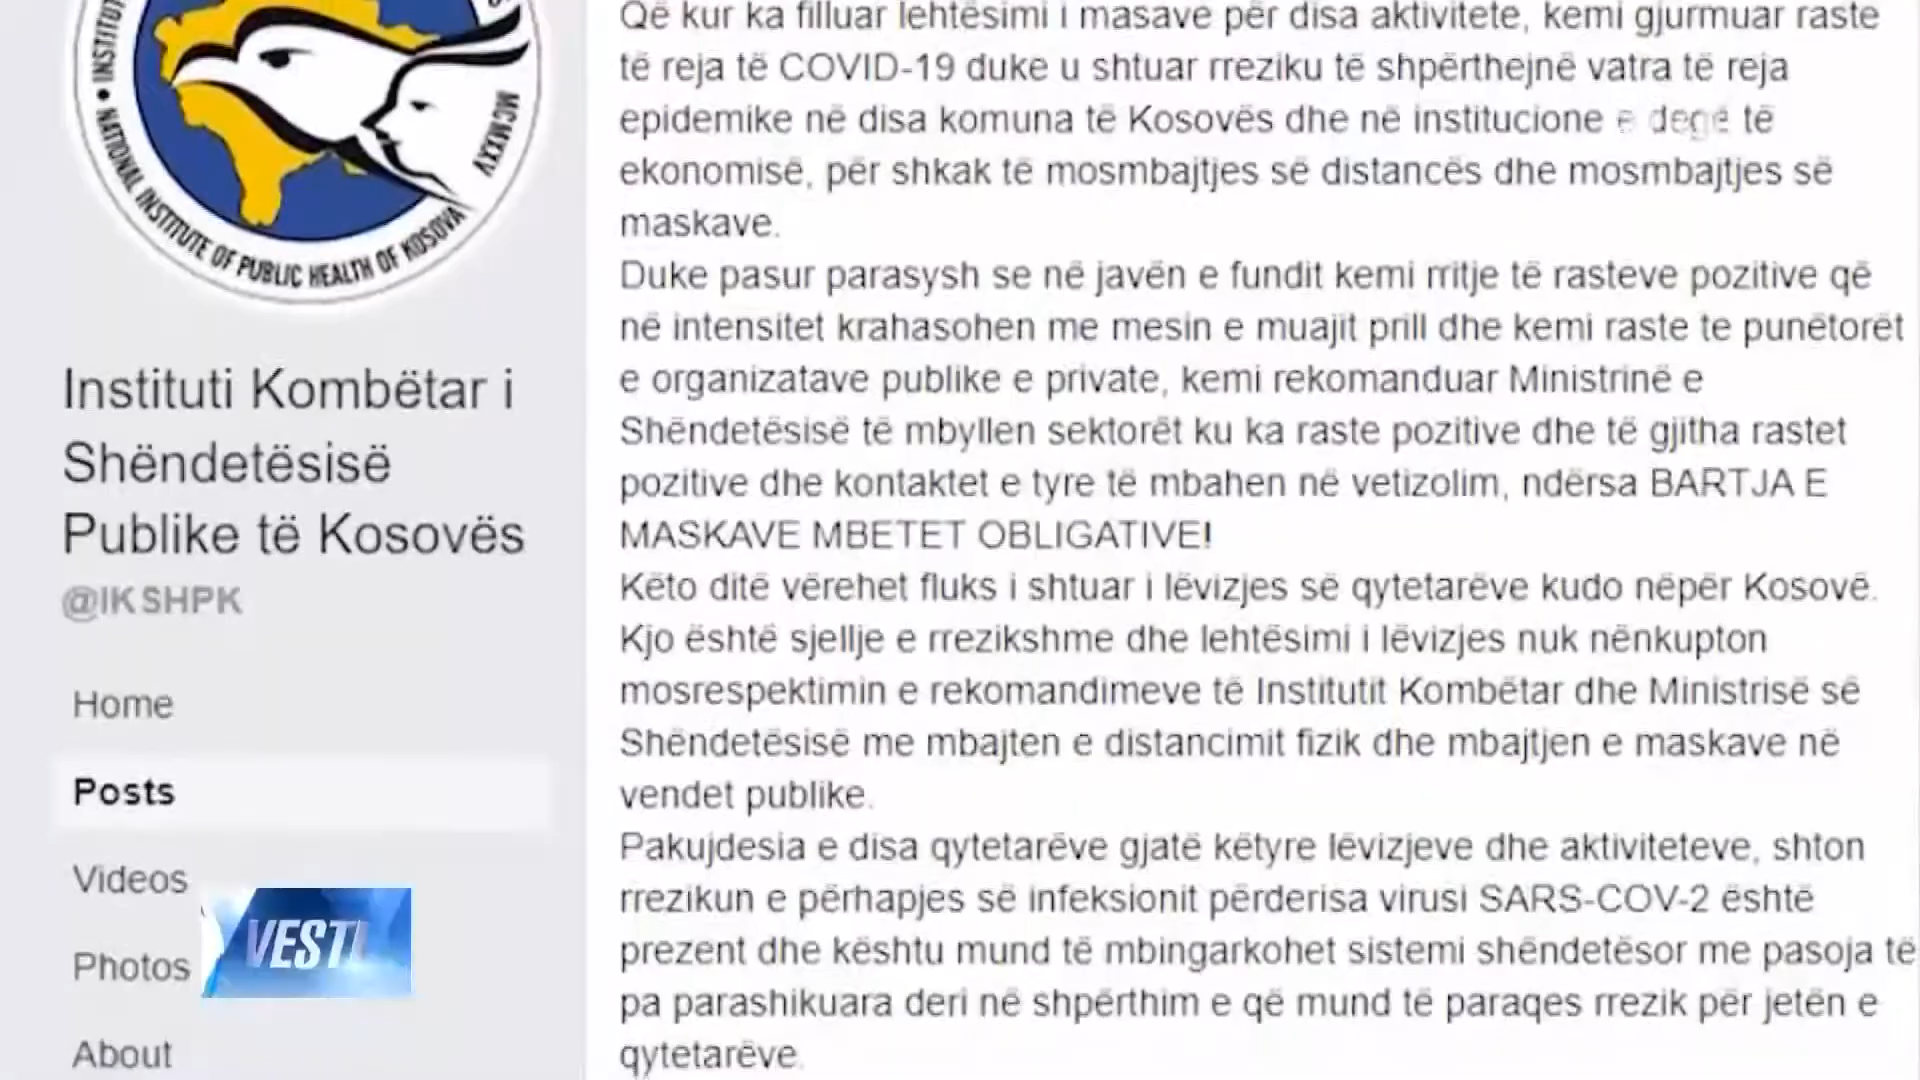 INSTITUTI
• NATIONAL INSTITUTE OF PUBLIC HEALTH OF KOSOVA
MCMXXV
Instituti Kombëtar i
Shëndetësisë
Publike të Kosovës
@IKSHPK
Home
Posts
Videos
Photos
About
VESTI
Që kur ka filluar lehtësimi i masave për disa aktivitete, kemi gjurmuar raste
të reja të COVID-19 duke u shtuar rreziku të shpërthejnë vatra të reja
epidemike në disa komuna të Kosovës dhe në institucione e degë të
ekonomisë, për shkak të mosmbajtjes së distancës dhe mosmbajtjes së
maskave.
Duke pasur parasysh se në javën e fundit kemi rritje të rasteve pozitive që
në intensitet krahasohen me mesin e muajit prill dhe kemi raste te punëtorët
e organizatave publike e private, kemi rekomanduar Ministrinë e
Shëndetësisë të mbyllen sektorët ku ka raste pozitive dhe të gjitha rastet
pozitive dhe kontaktet e tyre të mbahen në vetizolim, ndërsa BARTJA E
MASKAVE MBETET OBLIGATIVE!
Këto ditë vërehet fluks i shtuar i lëvizjes së qytetarëve kudo nëpër Kosovë.
Kjo është sjellje e rrezikshme dhe lehtësimi i lëvizjes nuk nënkupton
mosrespektimin e rekomandimeve të Institutit Kombëtar dhe Ministrisë së
Shëndetësisë me mbajten e distancimit fizik dhe mbajtjen e maskave në
vendet publike.
Pakujdesia e disa qytetarëve gjatë këtyre lëvizjeve dhe aktiviteteve, shton
rrezikun e përhapjes së infeksionit përderisa virusi SARS-COV-2 është
prezent dhe kështu mund të mbingarkohet sistemi shëndetësor me pasoja të
pa parashikuara deri në shpërthim e që mund të paraqes rrezik për jetën e
qytetarëve.